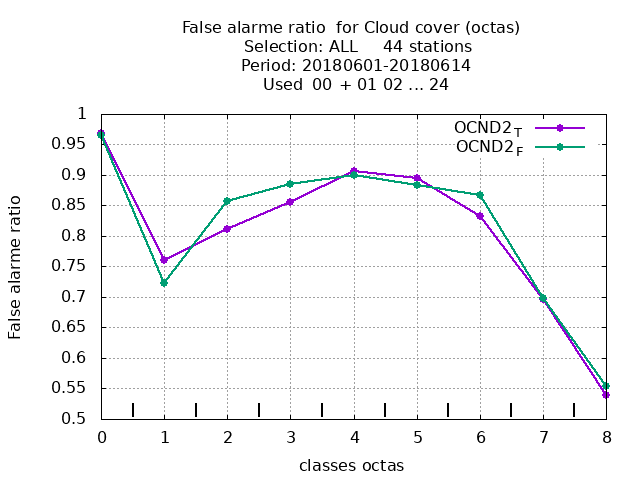 False alarme ratio  for Cloud cover (octas)
Selection: ALL     44 stations
Period: 20180601-20180614
Used  00 + 01 02 ... 24
OCND2T
OCND2F
1
0.95
0.9
0.85
0.8
0.75
0.7
0.65
0.6
0.55
0.5
False alarme ratio
0 1 2 3 4 5 6 7 8
classes octas